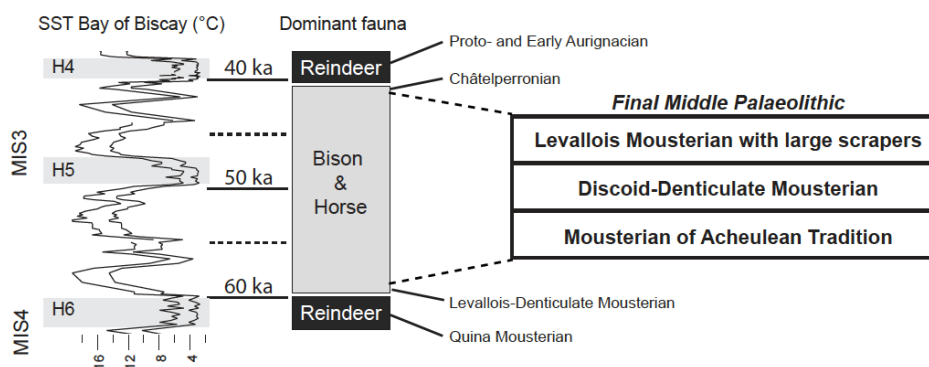 SST Bay of Biscay (°C)
Dominant fauna
H4
40 ka
Reindeer
Proto- and Early Aurignacian
Châtelperronian
Final Middle Palaeolithic
Levallois Mousterian with large scrapers
MIS3
H5
50 ka
Bison
&
Horse
Discoid-Denticulate Mousterian
Mousterian of Acheulean Tradition
60 ka
Levallois-Denticulate Mousterian
MIS4
H6
Reindeer
Quina Mousterian
16
12
8
4